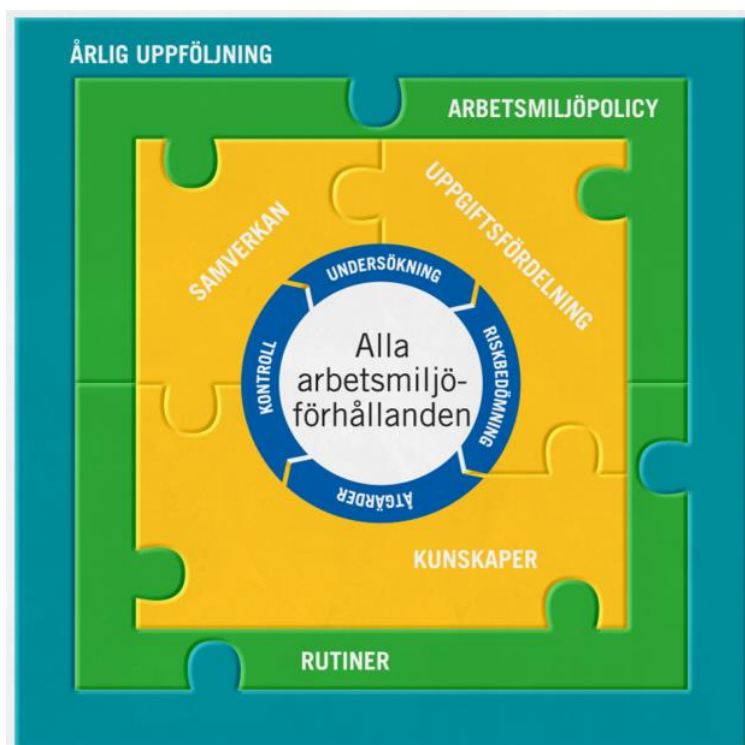 ÅRLIG UPPFÖLJNING
ARBETSMILJÖPOLICY
SAMVERKAN
UPPGIFTSFÖRDELNING
UNDERSÖKNING
RISKBEDÖMNING
ÅTGÄRDER
KONTROLL
Alla
arbetsmiljö-
förhållanden
KUNSKAPER
RUTINER